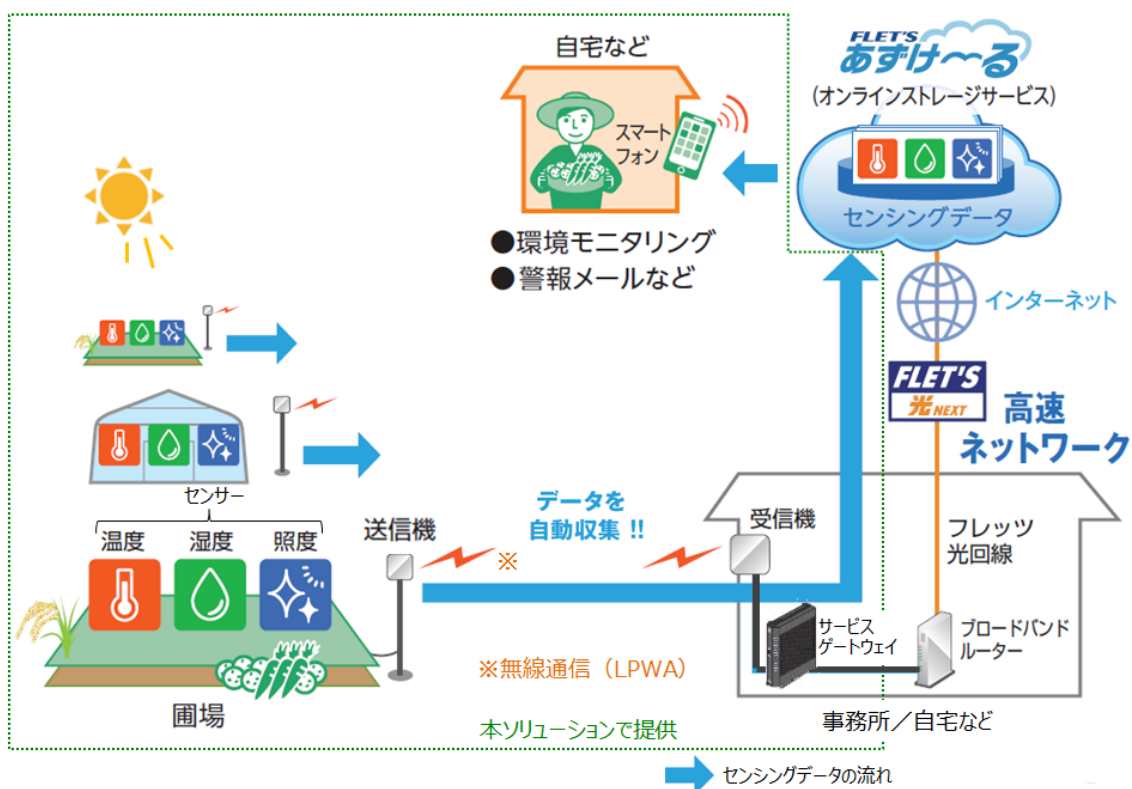 自宅など
スマート
フォン
●環境モニタリング
●警報メールなど
FLET'S
あずけ〜る
(オンラインストレージサービス)
センシングデータ
インターネット
FLET'S
光 NEXT
高速
ネットワーク
センサー
温度
湿度
照度
送信機
データを
自動収集 !!
※
受信機
フレッツ
光回線
サービス
ゲートウェイ
ブロードバンド
ルーター
※無線通信（LPWA）
圃場
本ソリューションで提供
事務所／自宅など
センシングデータの流れ